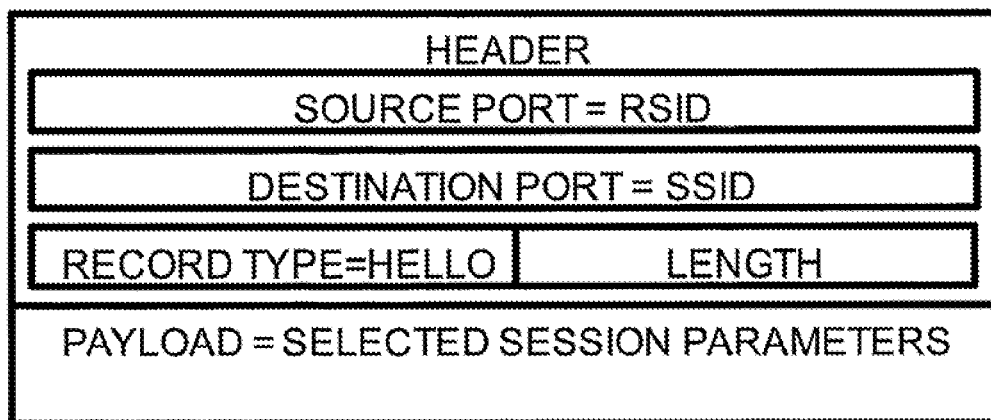 HEADER
SOURCE PORT = RSID
DESTINATION PORT = SSID
RECORD TYPE=HELLO LENGTH
PAYLOAD = SELECTED SESSION PARAMETERS